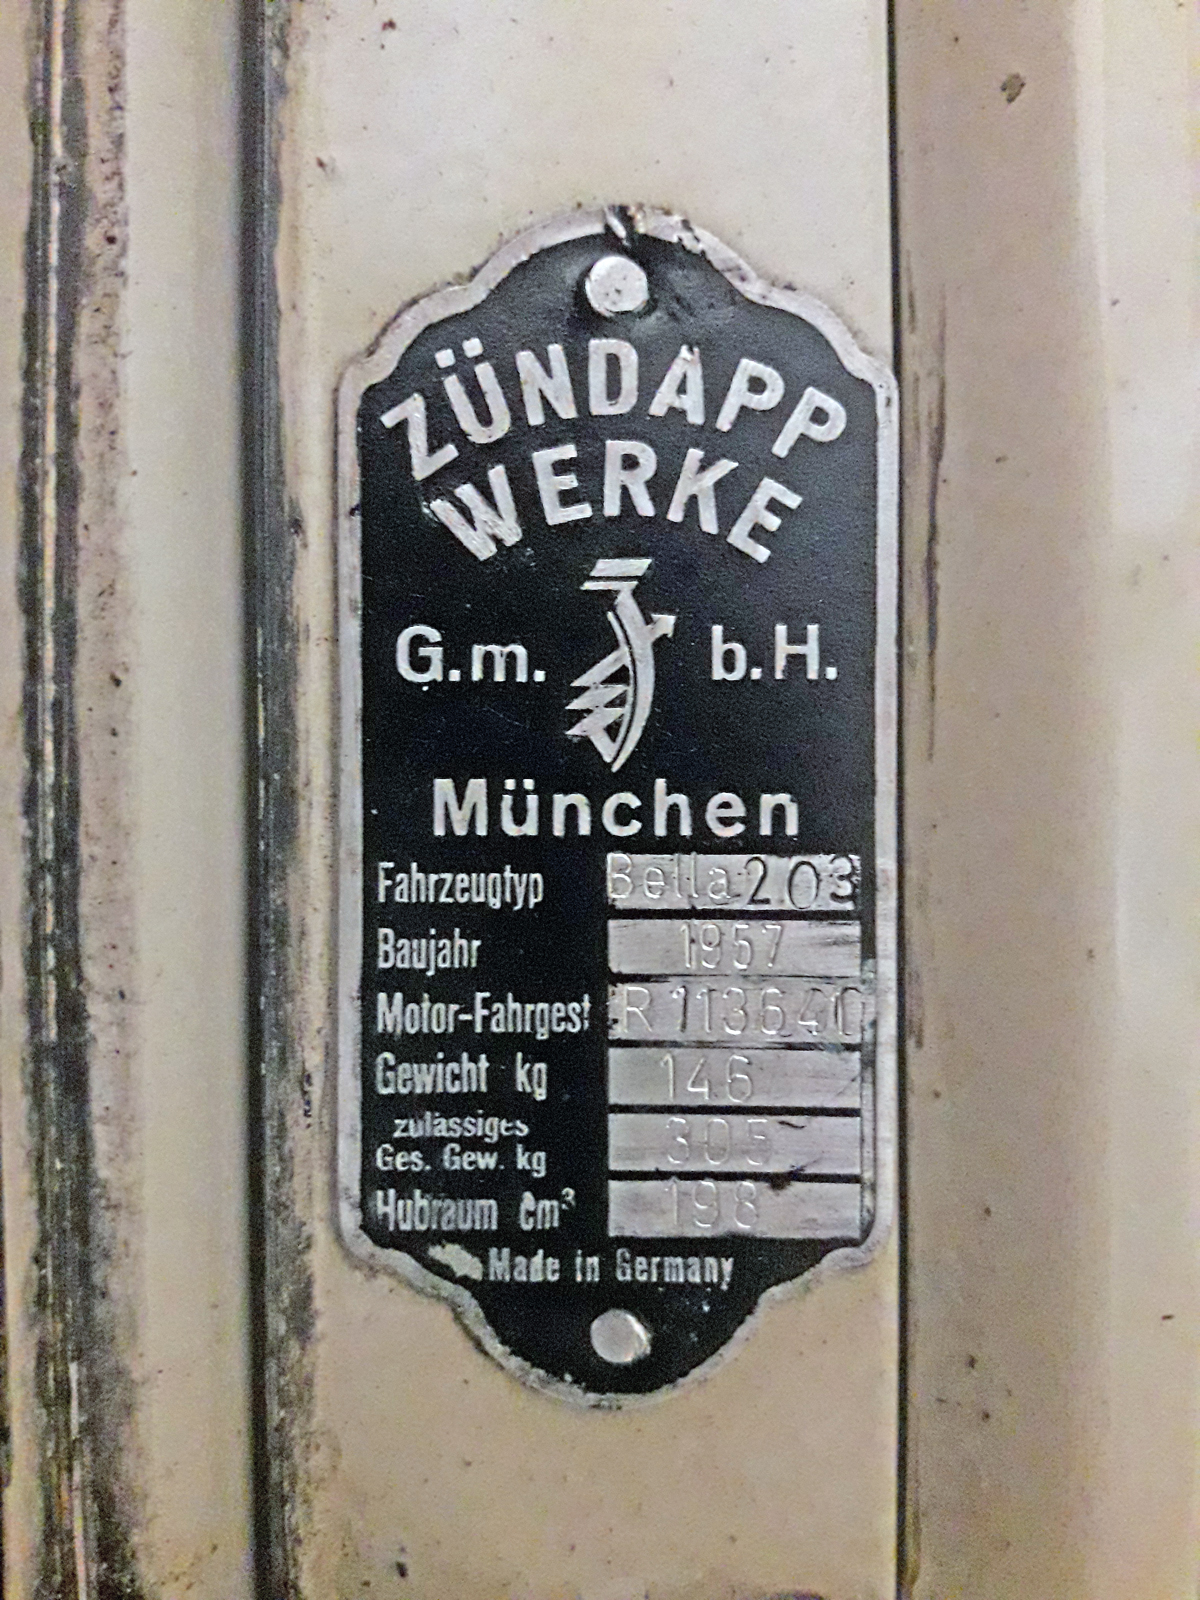 ZÜNDAPP
WERKE
G.m. b.H.
München
Fahrzeugtyp Bella 203
Baujahr 1957
Motor-Fahrgest R 113640
Gewicht kg 146
zulässiges
Ges. Gew. kg 305
Hubraum cm³ 198
Made in Germany